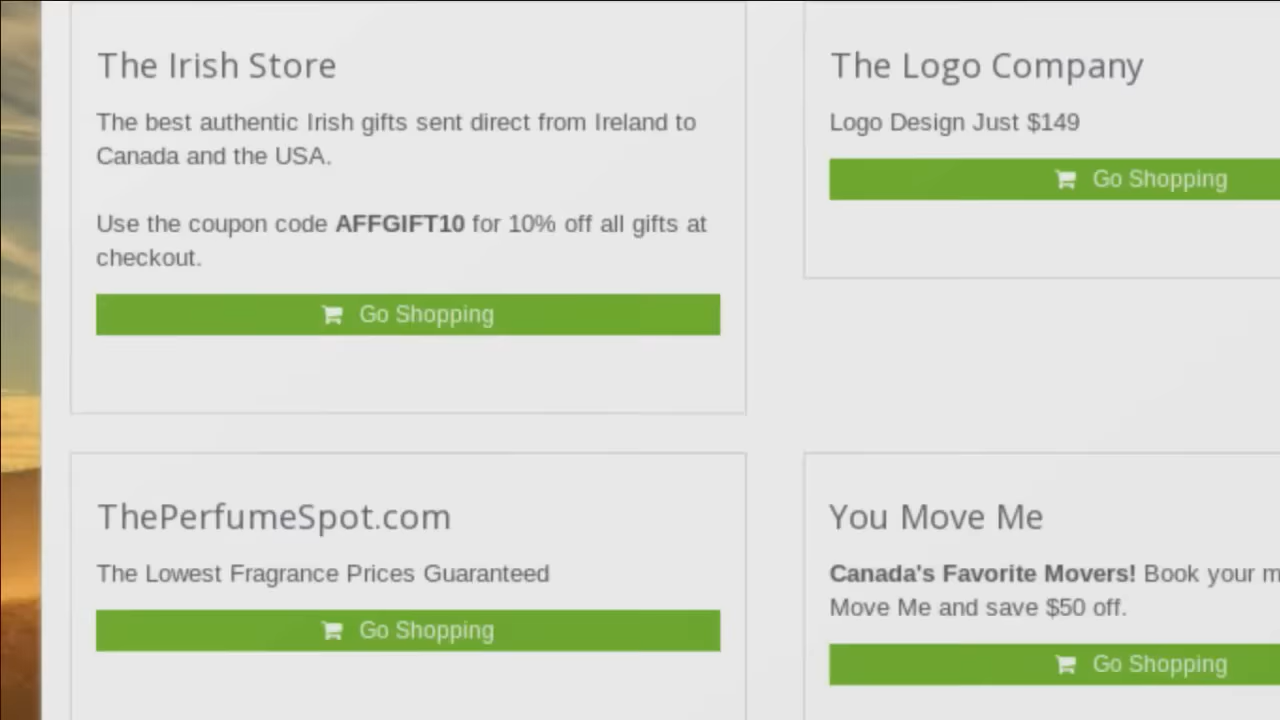 The Irish Store
The best authentic Irish gifts sent direct from Ireland to
Canada and the USA.
Use the coupon code AFFGIFT10 for 10% off all gifts at
checkout.
Go Shopping
The Logo Company
Logo Design Just $149
Go Shopping
ThePerfumeSpot.com
The Lowest Fragrance Prices Guaranteed
Go Shopping
You Move Me
Canada's Favorite Movers! Book your
Move Me and save $50 off.
Go Shopping